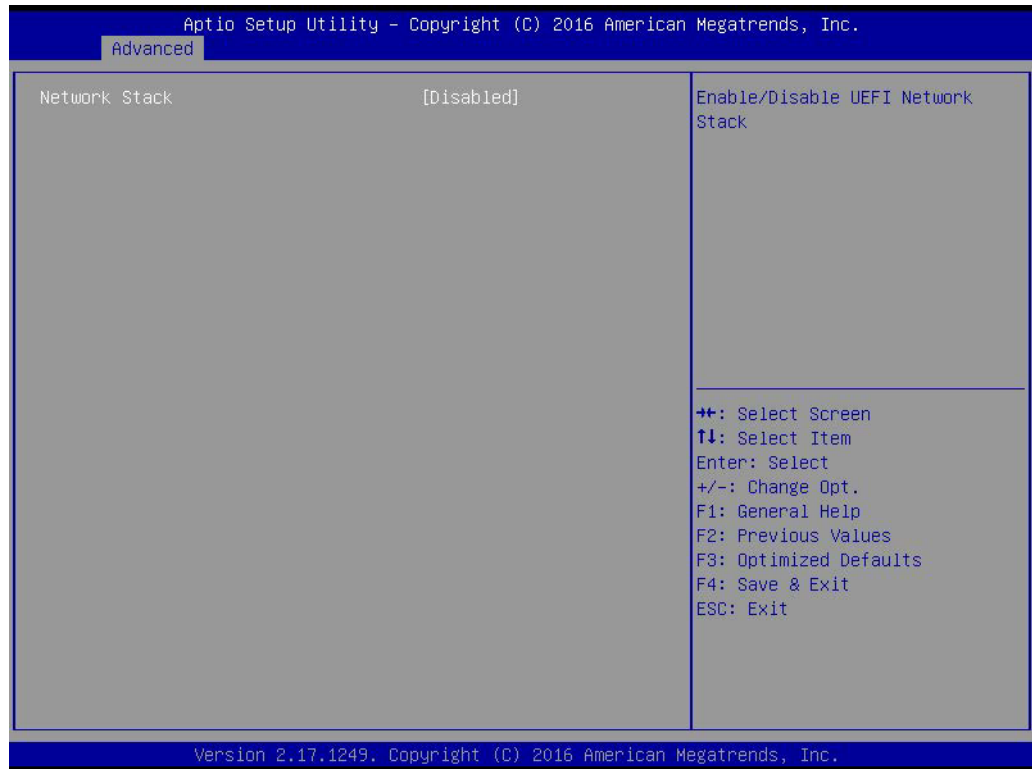 Aptio Setup Utility – Copyright (C) 2016 American Megatrends, Inc.
Advanced
Network Stack [Disabled]
Enable/Disable UEFI Network
Stack
→←: Select Screen
↑↓: Select Item
Enter: Select
+/-: Change Opt.
F1: General Help
F2: Previous Values
F3: Optimized Defaults
F4: Save & Exit
ESC: Exit
Version 2.17.1249. Copyright (C) 2016 American Megatrends, Inc.